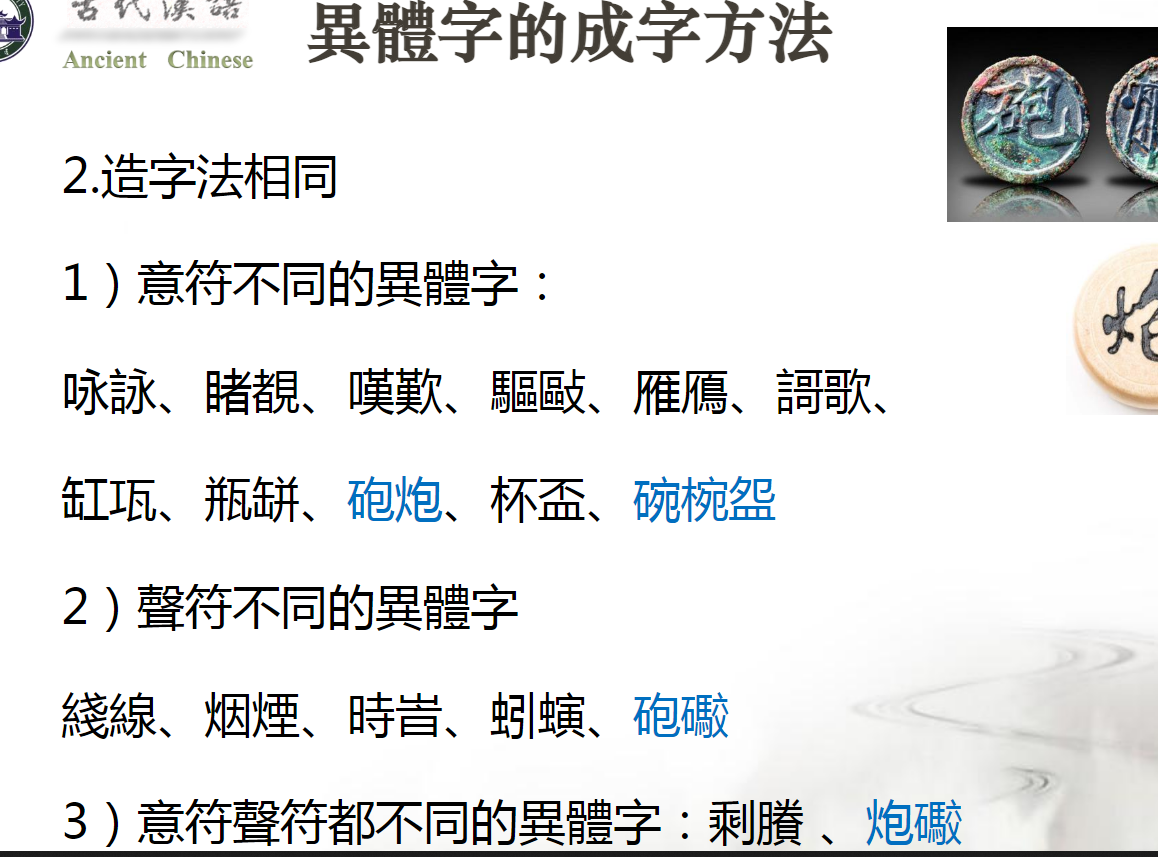 古代漢語
Ancient Chinese
異體字的成字方法
砲
2.造字法相同
1）意符不同的異體字：
炮
咏詠、睹覩、嘆歎、驅敺、雁鴈、謌歌、
缸瓨、瓶缾、砲炮、杯盃、碗椀盌
2）聲符不同的異體字
綫線、烟煙、時旹、蚓螾、砲礮
3）意符聲符都不同的異體字：剩賸 、炮礮